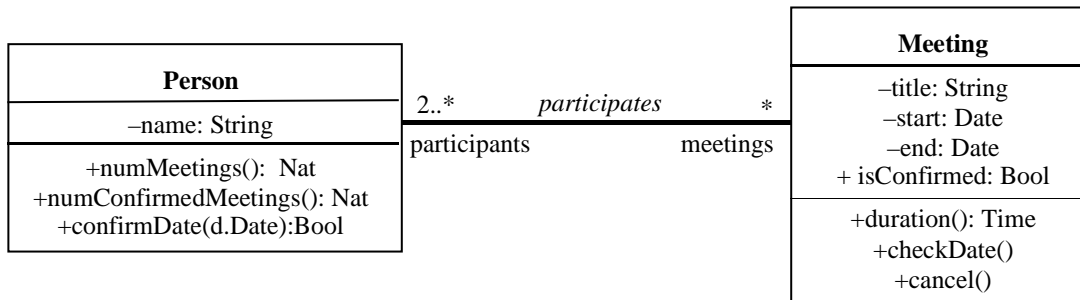 Person
–name: String
+numMeetings(): Nat
+numConfirmedMeetings(): Nat
+confirmDate(d.Date):Bool
2..* participates *
participants meetings
Meeting
–title: String
–start: Date
–end: Date
+ isConfirmed: Bool
+duration(): Time
+checkDate()
+cancel()